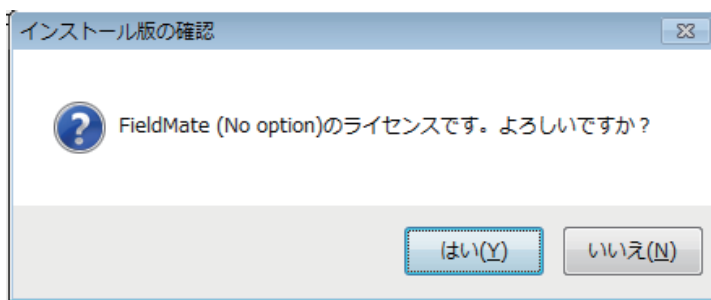 インストール版の確認
FieldMate (No option)のライセンスです。よろしいですか？
はい(Y)
いいえ(N)